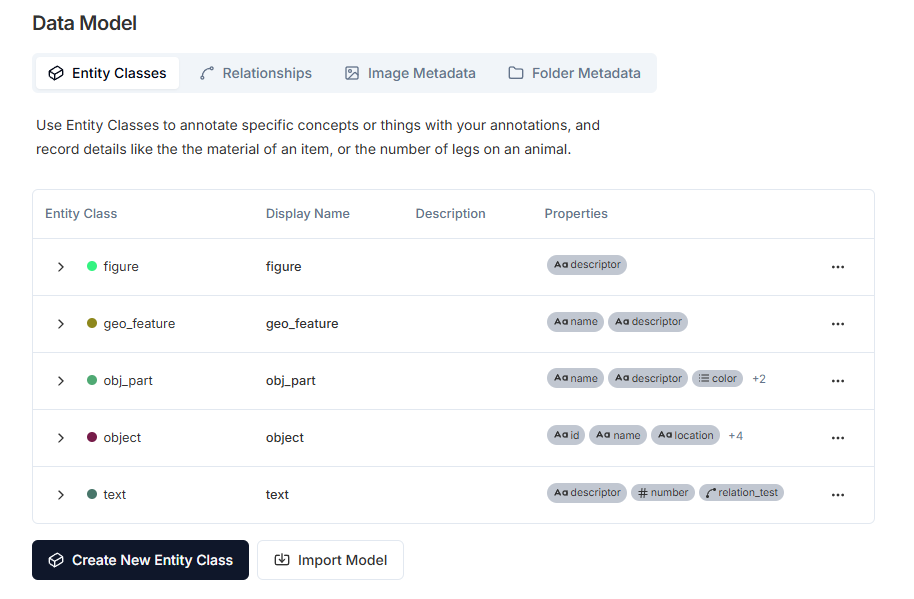 Data Model
Entity Classes Relationships Image Metadata Folder Metadata
Use Entity Classes to annotate specific concepts or things with your annotations, and
record details like the the material of an item, or the number of legs on an animal.
Entity Class Display Name Description Properties
figure figure Aa descriptor
geo_feature geo_feature Aa name Aa descriptor
obj_part obj_part Aa name Aa descriptor color +2
object object Aa id Aa name Aa location +4
text text Aa descriptor # number relation_test
Create New Entity Class Import Model